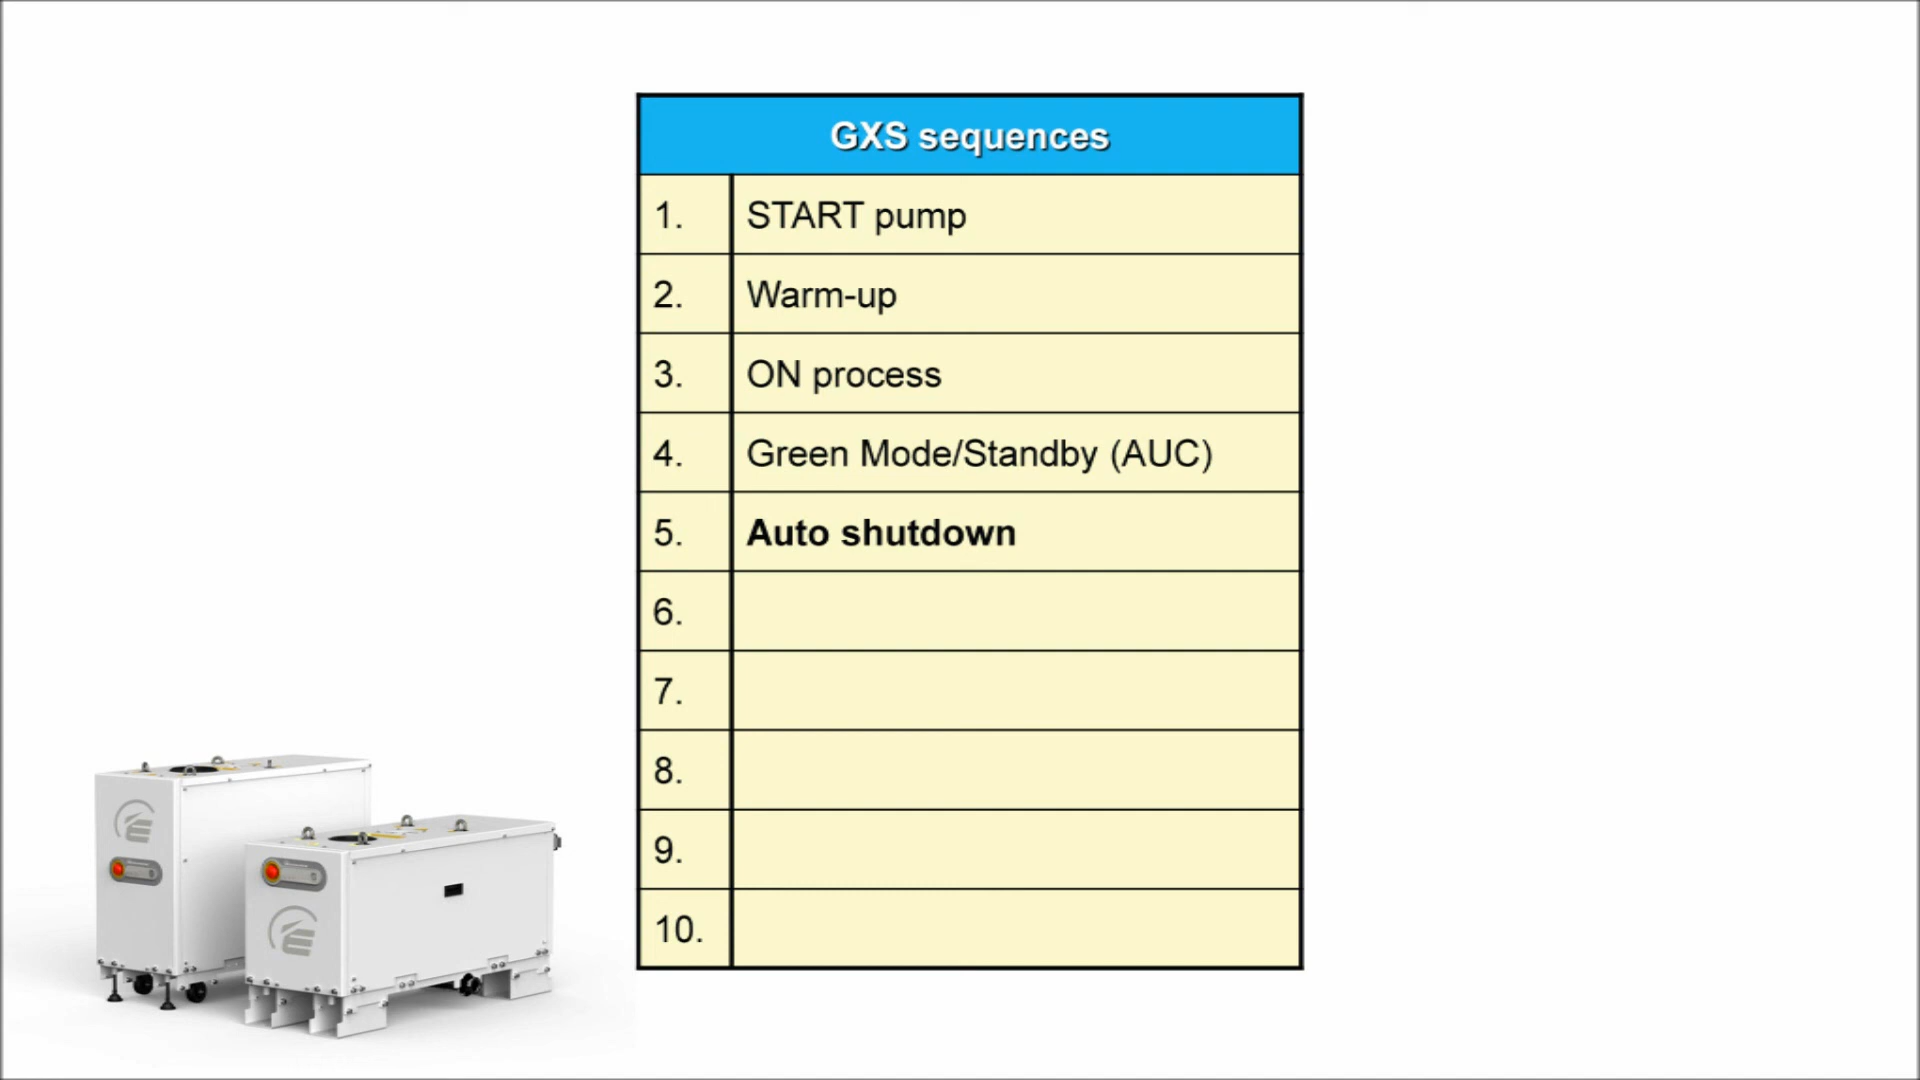 GXS sequences
1. START pump
2. Warm-up
3. ON process
4. Green Mode/Standby (AUC)
5. Auto shutdown
6.
7.
8.
9.
10.